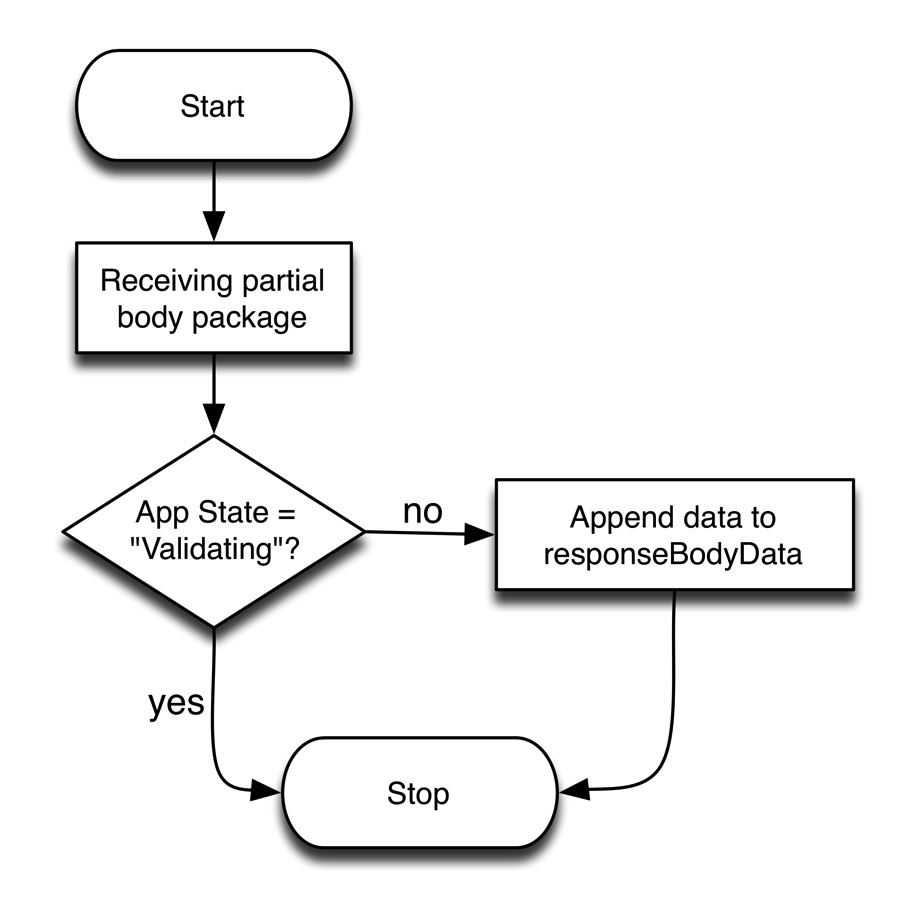 Start
Receiving partial
body package
App State =
"Validating"?
no
Append data to
responseBodyData
yes
Stop